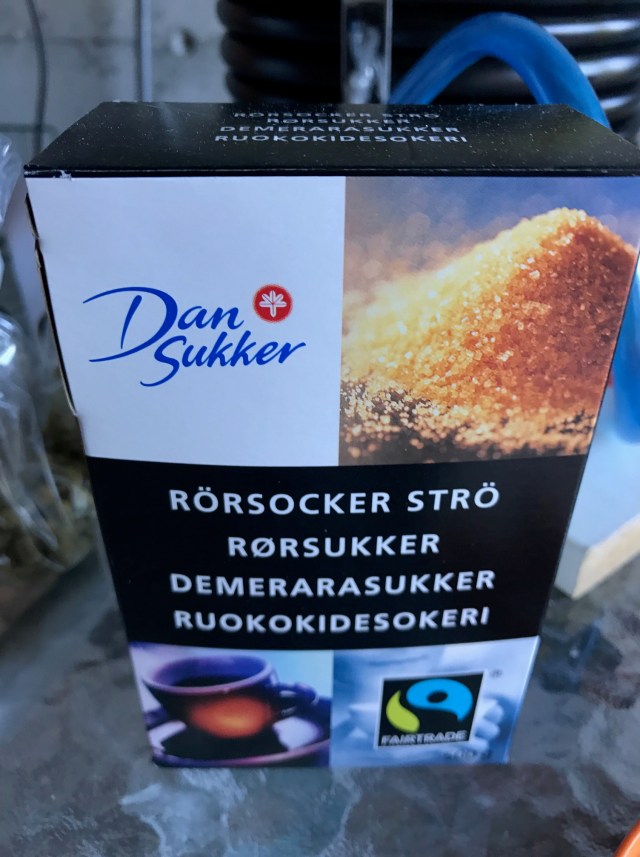 RÖRSOCKER STRÖ
RØRSUKKER
DEMERARASUKKER
RUOKOKIDESOKERI
Dan
Sukker
RÖRSOCKER STRÖ
RØRSUKKER
DEMERARASUKKER
RUOKOKIDESOKERI
®
FAIRTRADE